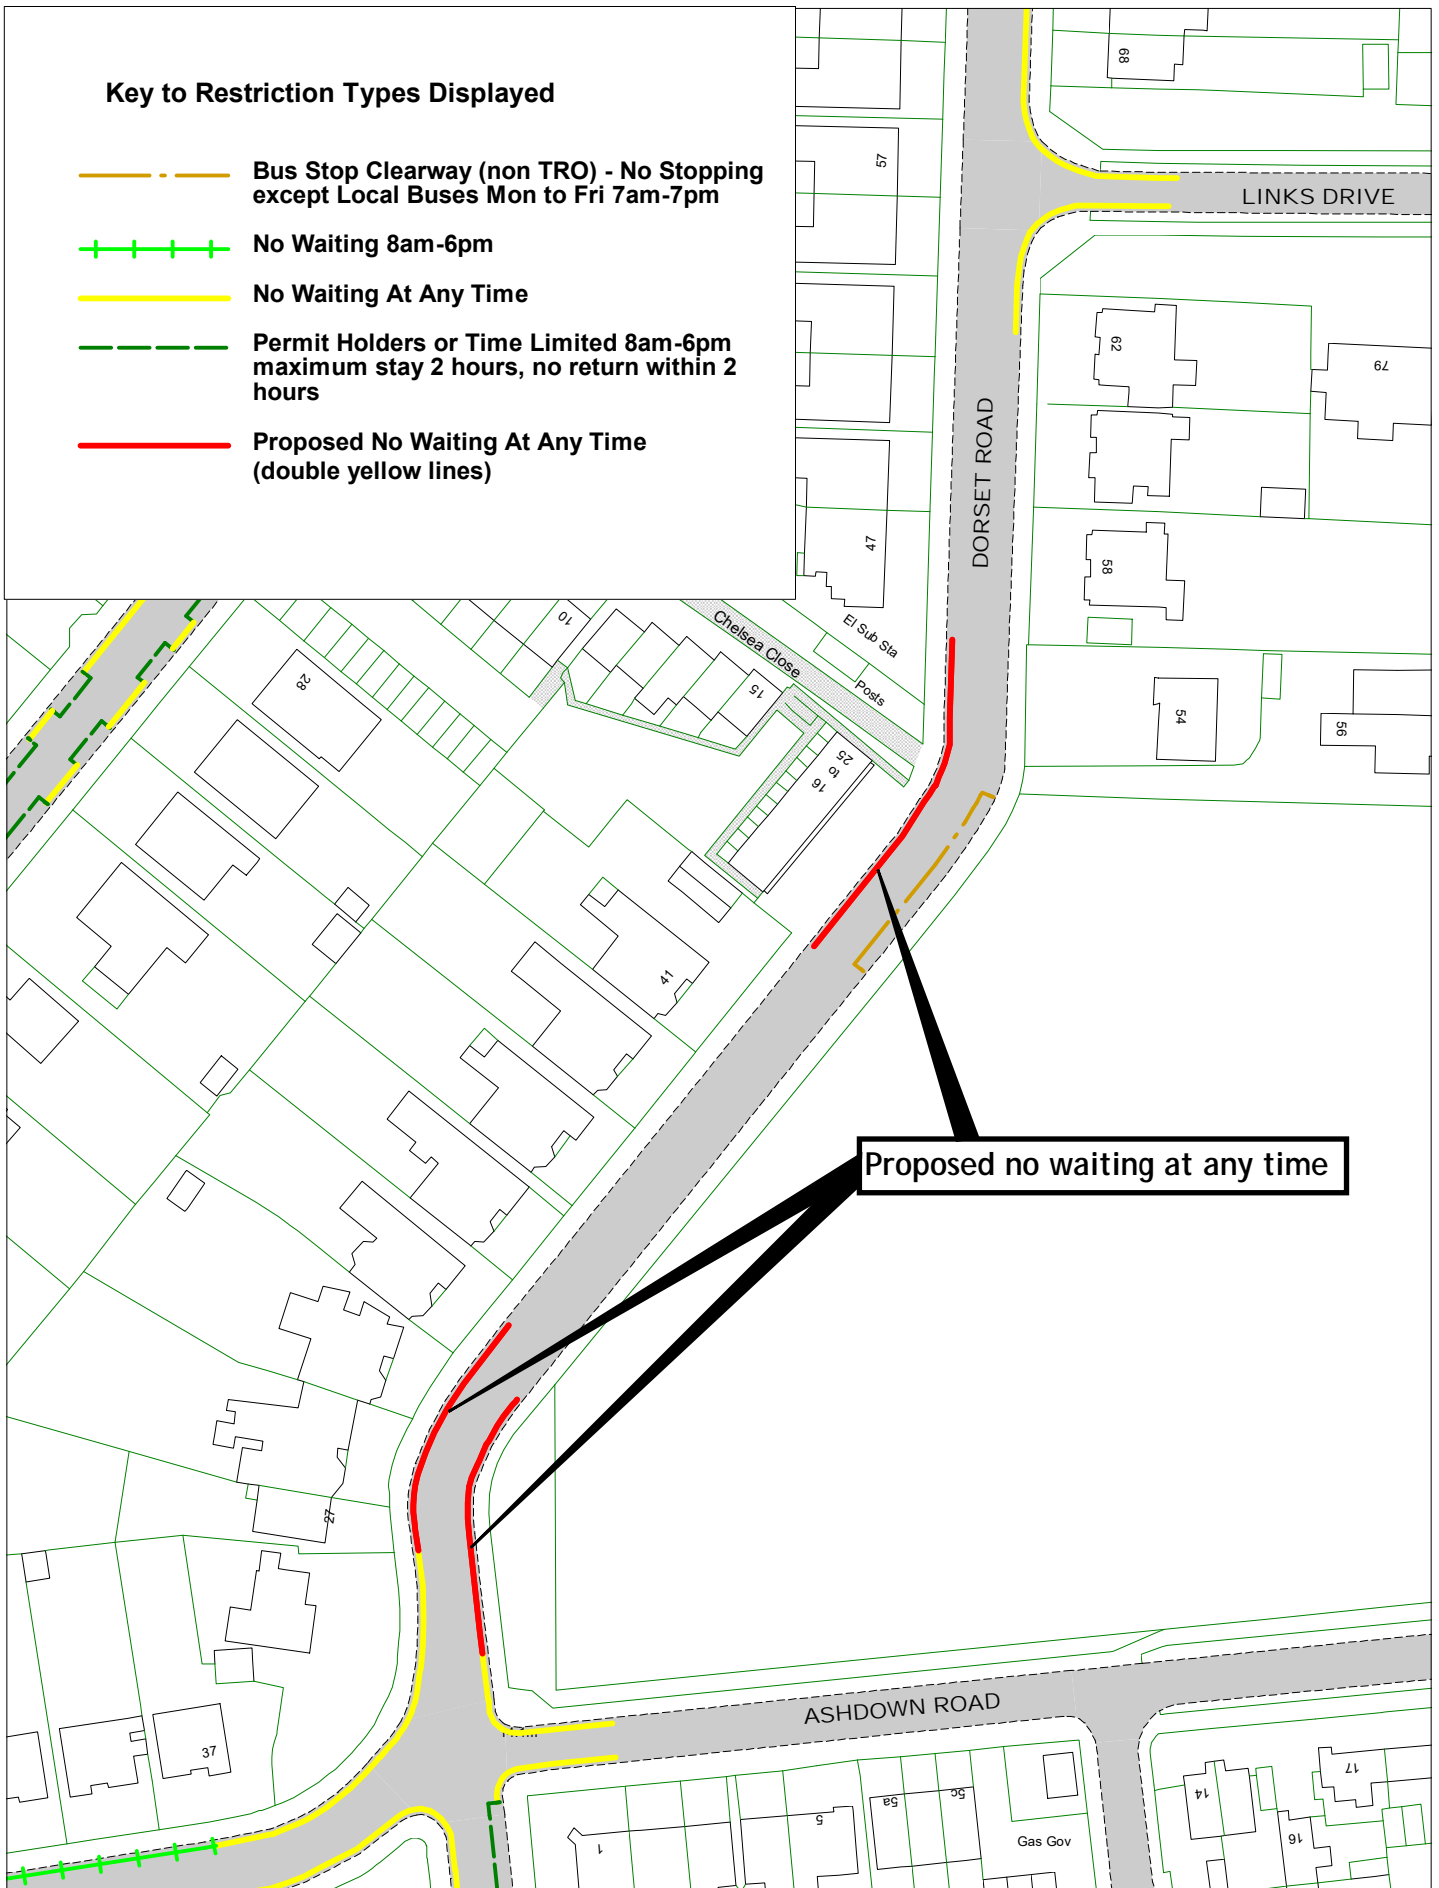 Key to Restriction Types Displayed
Bus Stop Clearway (non TRO) - No Stopping
except Local Buses Mon to Fri 7am-7pm
No Waiting 8am-6pm
No Waiting At Any Time
Permit Holders or Time Limited 8am-6pm
maximum stay 2 hours, no return within 2
hours
Proposed No Waiting At Any Time
(double yellow lines)
68
57
LINKS DRIVE
62
79
DORSET ROAD
47
58
10
Chelsea Close
El Sub Sta
Posts
28
15
54
56
16
to
25
41
Proposed no waiting at any time
27
37
ASHDOWN ROAD
1
5
5a
5c
Gas Gov
14
17
16